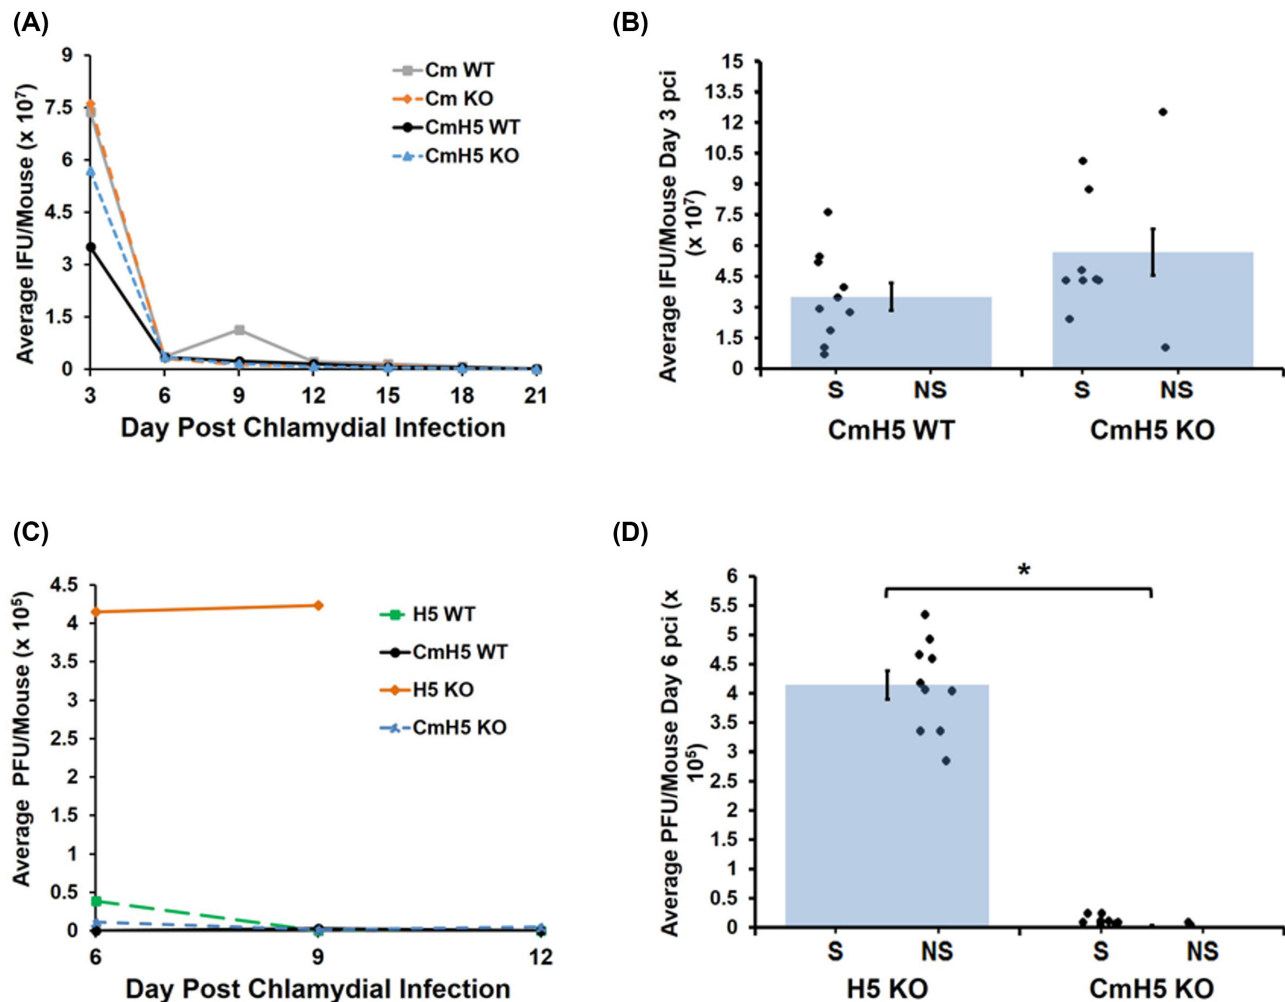 (A)
Average IFU/Mouse (x 10⁷)
9
7.5
6
4.5
3
1.5
0
3 6 9 12 15 18 21
Day Post Chlamydial Infection
Cm WT
Cm KO
CmH5 WT
CmH5 KO
(B)
Average IFU/Mouse Day 3 pci
(x 10⁷)
15
13.5
12
10.5
9
7.5
6
4.5
3
1.5
0
S NS S NS
CmH5 WT CmH5 KO
(C)
Average PFU/Mouse (x 10⁵)
4.5
4
3.5
3
2.5
2
1.5
1
0.5
0
6 9 12
Day Post Chlamydial Infection
H5 WT
CmH5 WT
H5 KO
CmH5 KO
(D)
Average PFU/Mouse Day 6 pci (x
10⁵)
6
5.5
5
4.5
4
3.5
3
2.5
2
1.5
1
0.5
0
*
S NS S NS
H5 KO CmH5 KO